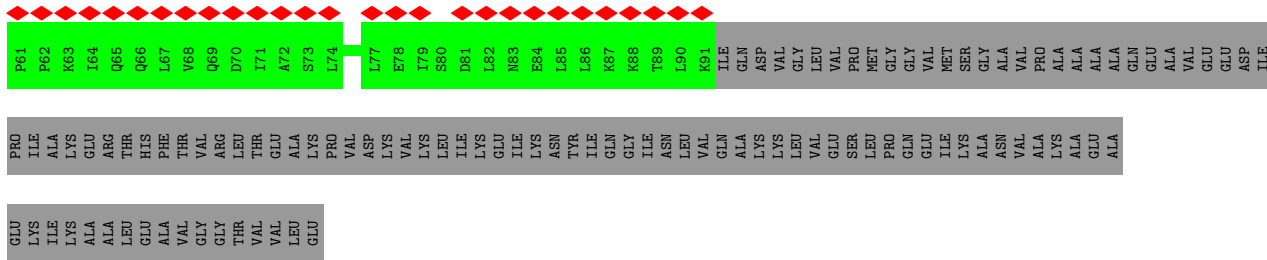 P61 P62 K63 I64 Q65 Q66 L67 V68 Q69 D70 I71 A72 S73 L74 L77 E78 I79 S80 D81 L82 N83 E84 L85 L86 K87 K88 T89 L90 K91 ILE GLN ASP VAL GLY LEU VAL PRO MET GLY GLY VAL MET SER GLY ALA VAL PRO ALA ALA ALA ALA GLN GLU ALA VAL GLU GLU ASP ILE
PRO ILE ALA LYS GLU ARG THR HIS PHE THR VAL ARG LEU THR GLU ALA LYS PRO VAL ASP LYS VAL LYS LEU ILE LYS GLU ILE LYS ASN TYR ILE GLN GLY ILE ASN LEU VAL GLN ALA LYS LYS LEU VAL GLU SER LEU PRO GLN GLU ILE LYS ALA ASN VAL ALA LYS ALA GLU ALA
GLU LYS ILE LYS ALA ALA LEU GLU ALA VAL GLY GLY THR VAL VAL LEU GLU